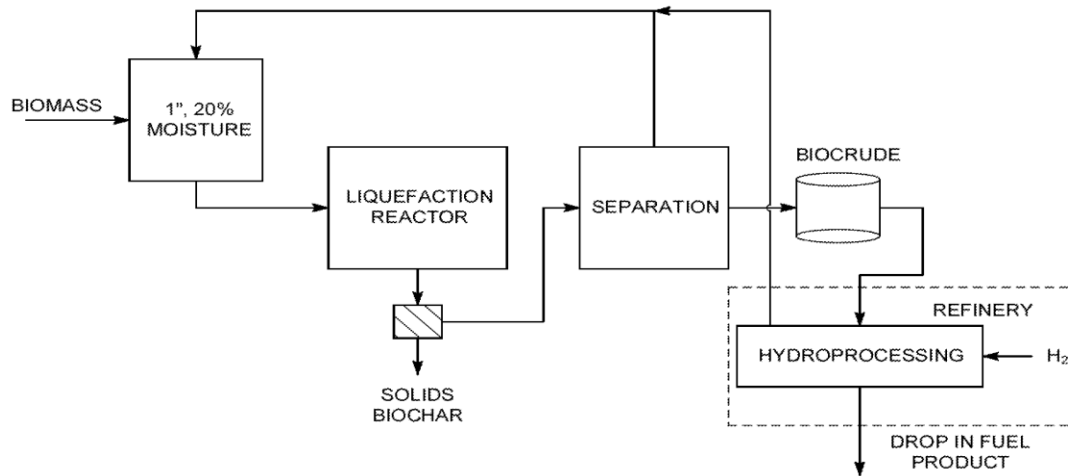 BIOMASS
1", 20%
MOISTURE
LIQUEFACTION
REACTOR
SEPARATION
BIOCRUDE
REFINERY
HYDROPROCESSING
H₂
SOLIDS
BIOCHAR
DROP IN FUEL
PRODUCT